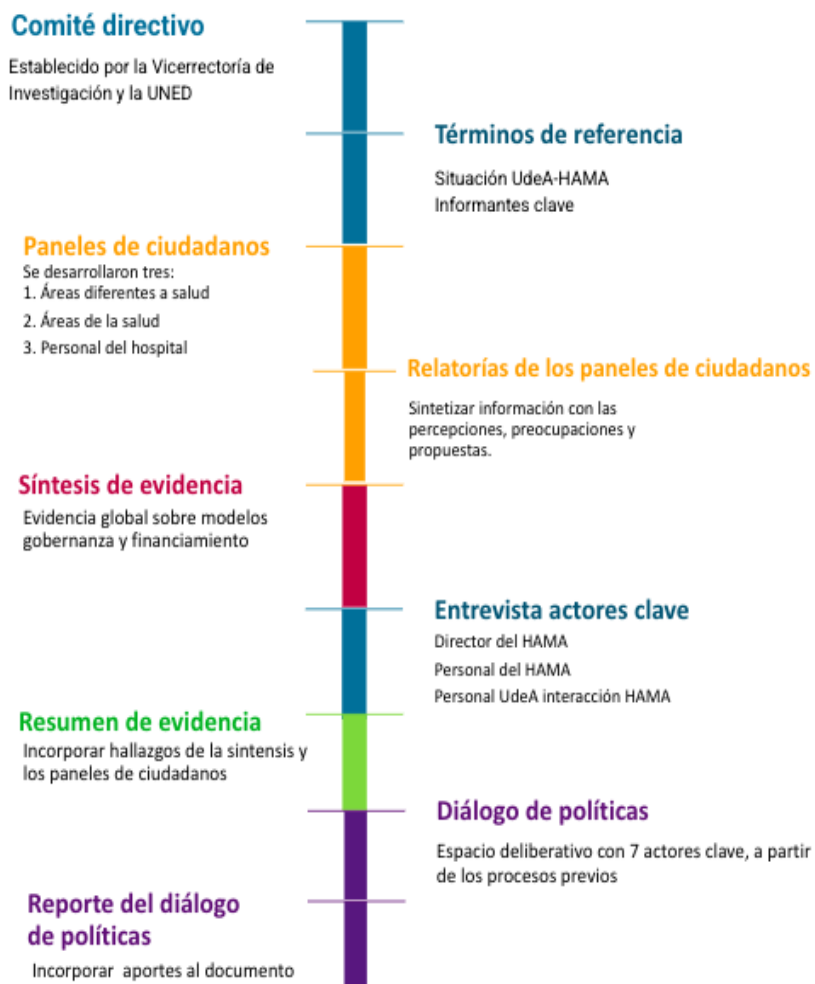 Comité directivo
Establecido por la Vicerrectoría de
Investigación y la UNED
Términos de referencia
Situación UdeA-HAMA
Informantes clave
Paneles de ciudadanos
Se desarrollaron tres:
1. Áreas diferentes a salud
2. Áreas de la salud
3. Personal del hospital
Relatorías de los paneles de ciudadanos
Sintetizar información con las
percepciones, preocupaciones y
propuestas.
Síntesis de evidencia
Evidencia global sobre modelos
gobernanza y financiamiento
Entrevista actores clave
Director del HAMA
Personal del HAMA
Personal UdeA interacción HAMA
Resumen de evidencia
Incorporar hallazgos de la sintensis y
los paneles de ciudadanos
Diálogo de políticas
Espacio deliberativo con 7 actores clave, a partir
de los procesos previos
Reporte del diálogo
de políticas
Incorporar aportes al documento